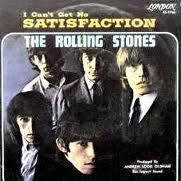 LONDON
I Can't Get No
SATISFACTION
THE ROLLING STONES
Produced by
ANDREW LOOG OLDHAM